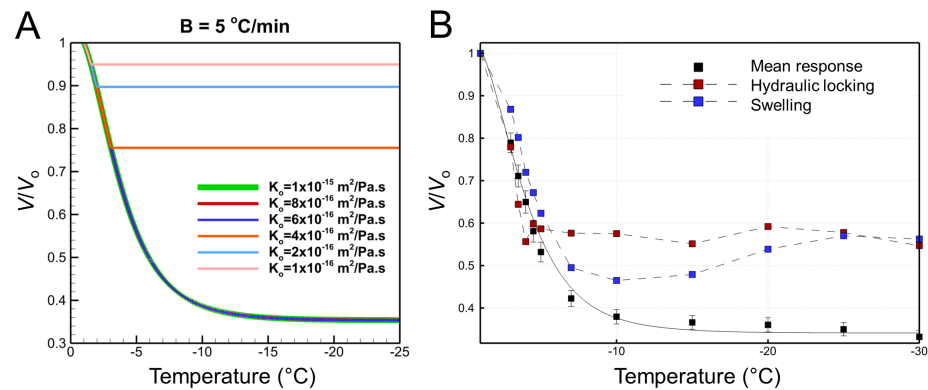 A
B = 5 °C/min
V/Vo
1
0.9
0.8
0.7
0.6
0.5
0.4
0.3
Ko=1x10-15 m2/Pa.s
Ko=8x10-16 m2/Pa.s
Ko=6x10-16 m2/Pa.s
Ko=4x10-16 m2/Pa.s
Ko=2x10-16 m2/Pa.s
Ko=1x10-16 m2/Pa.s
0 -5 -10 -15 -20 -25
Temperature (°C)
B
V/Vo
1
0.9
0.8
0.7
0.6
0.5
0.4
Mean response
Hydraulic locking
Swelling
-10 -20 -30
Temperature (°C)